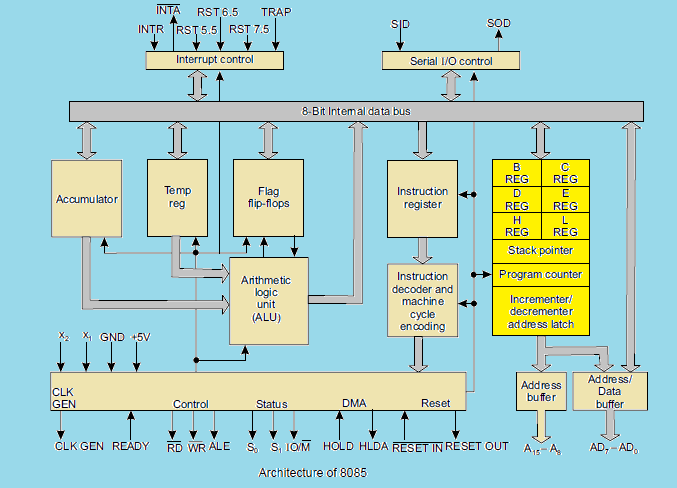 INTA
RST 6.5
TRAP
INTR
RST 5.5
RST 7.5
SID
SOD
Interrupt control
Serial I/O control
8-Bit Internal data bus
Accumulator
Temp
reg
Flag
flip-flops
Instruction
register
B
REG
C
REG
D
REG
E
REG
H
REG
L
REG
Stack pointer
Program counter
Incrementer/
decrementer
address latch
Arithmetic
logic
unit
(ALU)
Instruction
decoder and
machine
cycle
encoding
X2
X1
GND
+5V
CLK
GEN
Control
Status
DMA
Reset
Address
buffer
Address/
Data
buffer
CLK GEN
READY
RD
WR
ALE
S0
S1
IO/M
HOLD
HLDA
RESET IN
RESET OUT
A15 – A8
AD7 – AD0
Architecture of 8085